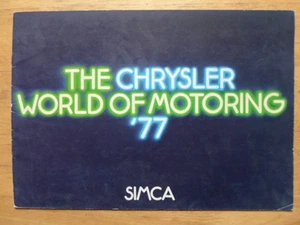 THE CHRYSLER
WORLD OF MOTORING
'77
SIMCA